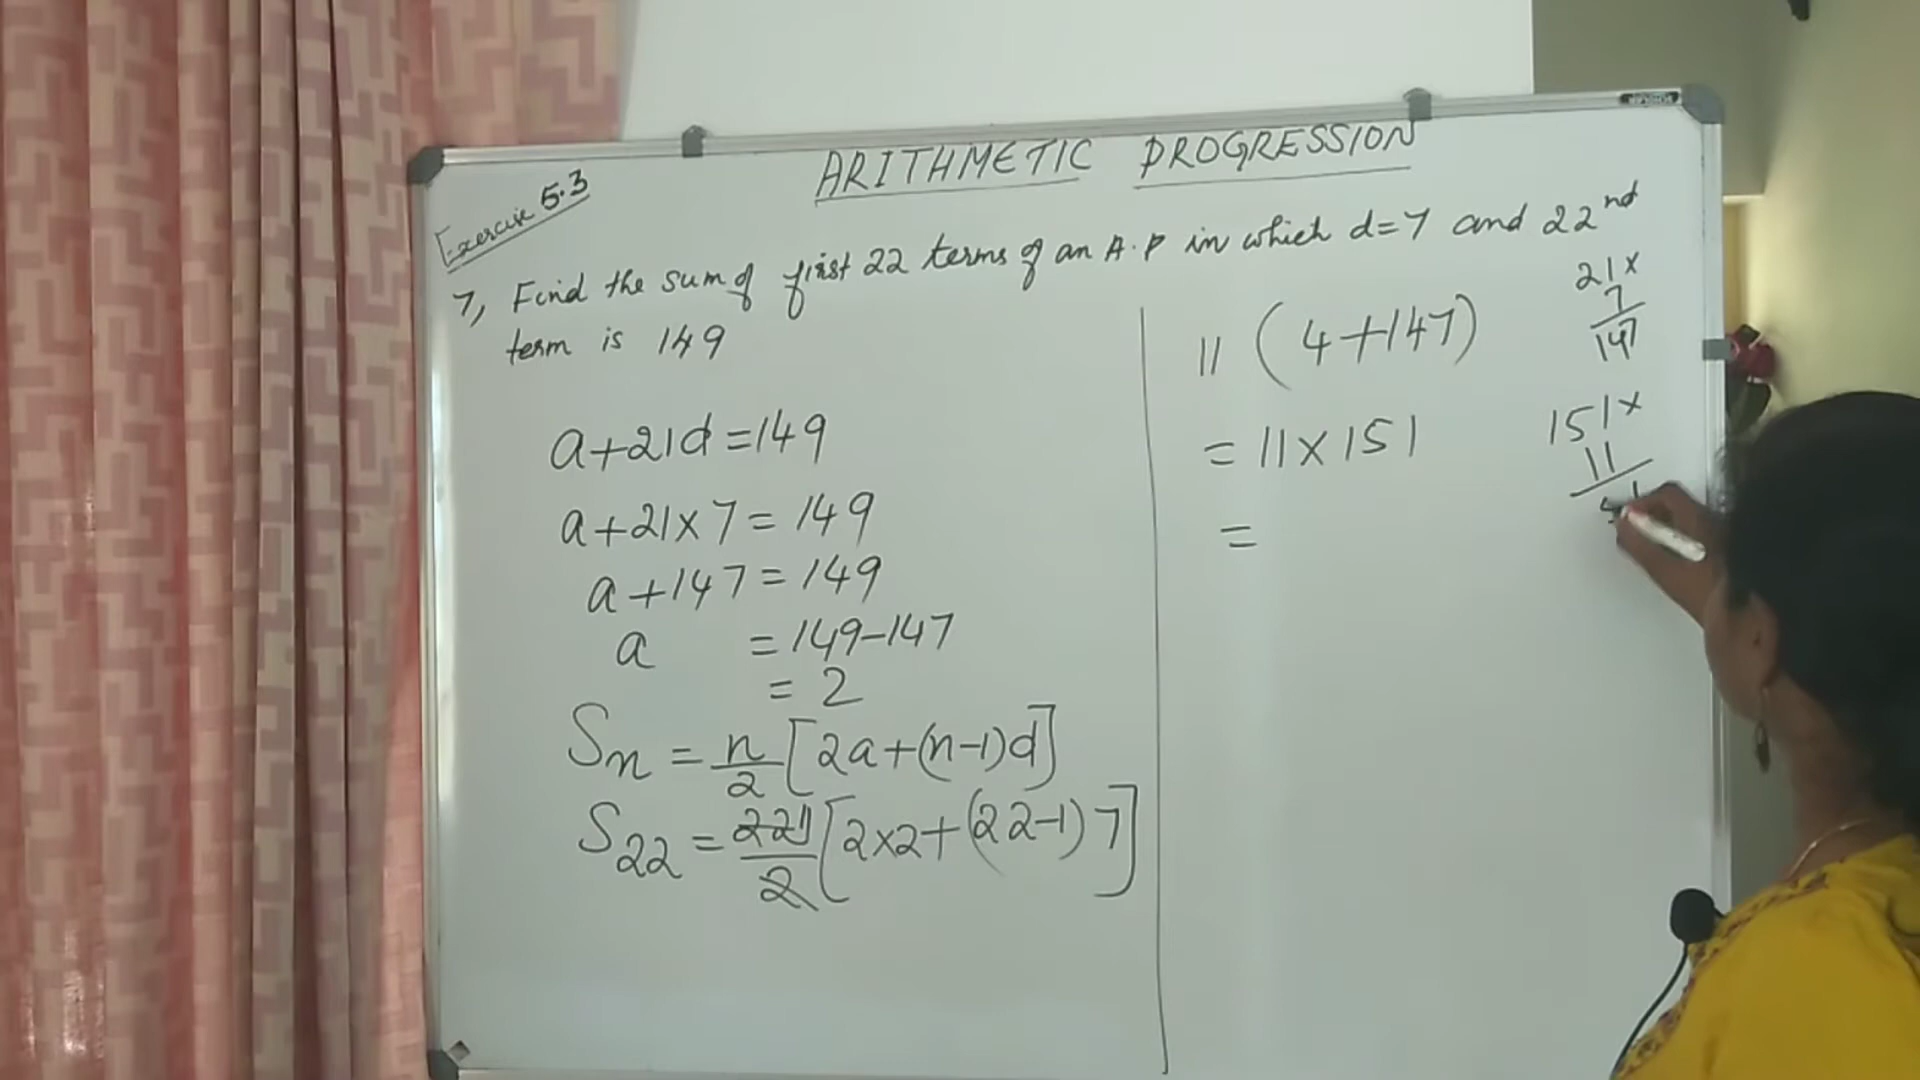 ARITHMETIC PROGRESSION
Exercise 5.3
7, Find the sum of first 22 terms of an A.P in which d=7 and 22nd
term is 149
a+21d=149
a+21×7=149
a+147=149
a =149-147
=2
Sn = n/2 [2a+(n-1)d]
S22 = 22 11/2 [2×2+(22-1)7]
11 (4+147)
=11×151
=
21×
7
147
151×
11